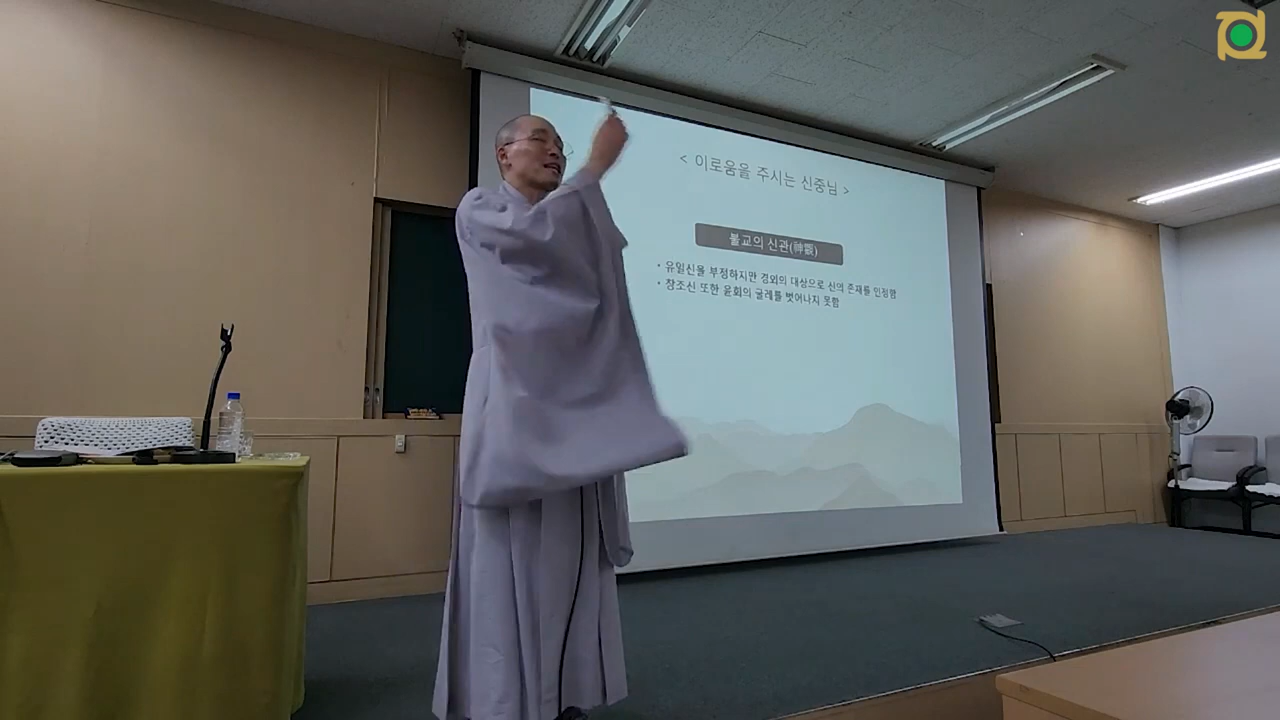 < 이로움을 주시는 신중님 >
불교의 신관(神觀)
• 유일신을 부정하지만 경외의 대상으로 신의 존재를 인정함
• 창조신 또한 윤회의 굴레를 벗어나지 못함